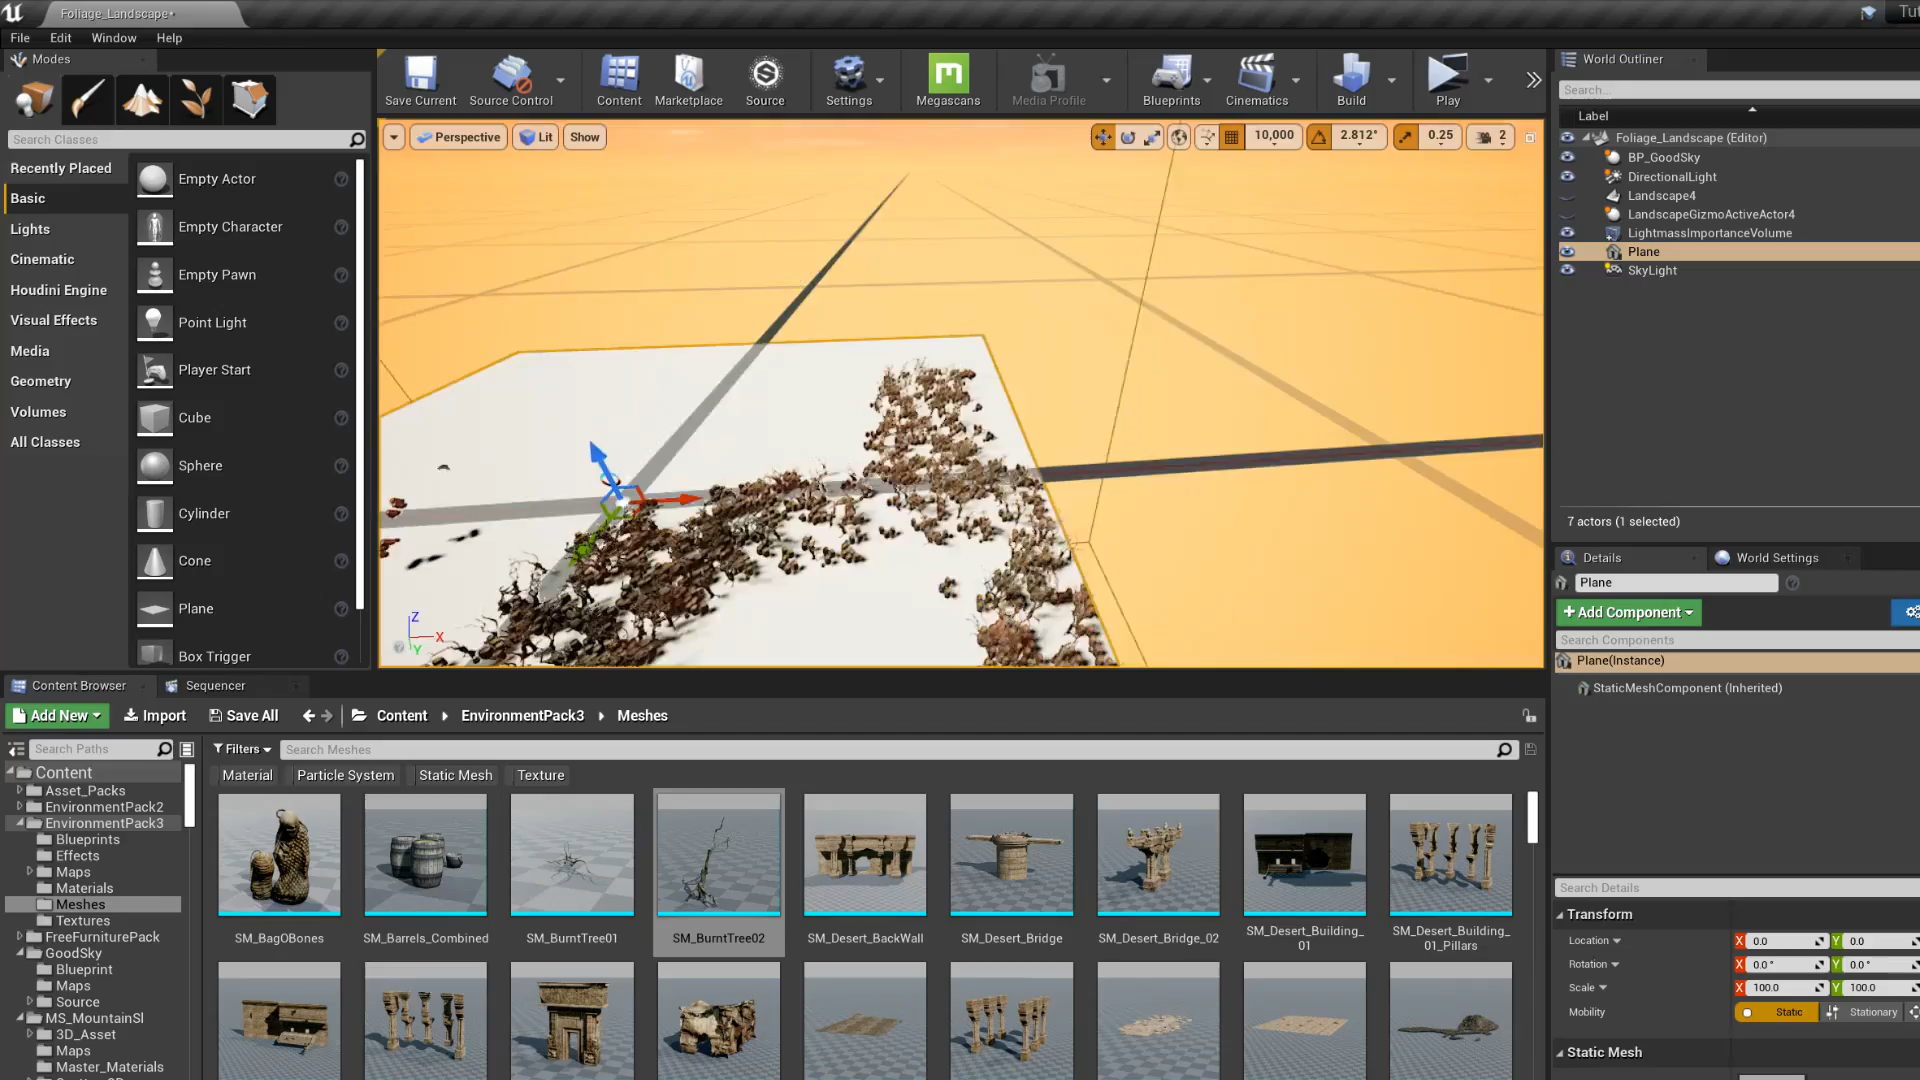 Foliage_Landscape*
Tut
File Edit Window Help
Modes
Search Classes
Recently Placed
Basic
Lights
Cinematic
Houdini Engine
Visual Effects
Media
Geometry
Volumes
All Classes
Empty Actor
Empty Character
Empty Pawn
Point Light
Player Start
Cube
Sphere
Cylinder
Cone
Plane
Box Trigger
Save Current Source Control Content Marketplace Source Settings Megascans Media Profile Blueprints Cinematics Build Play
Perspective Lit Show
10,000 2.812° 0.25 2
Z
X
Y
World Outliner
Search...
Label
Foliage_Landscape (Editor)
BP_GoodSky
DirectionalLight
Landscape4
LandscapeGizmoActiveActor4
LightmassImportanceVolume
Plane
SkyLight
7 actors (1 selected)
Details World Settings
Plane
+Add Component
Search Components
Plane(Instance)
StaticMeshComponent (Inherited)
Search Details
Transform
Location X 0.0 Y 0.0
Rotation X 0.0° Y 0.0°
Scale X 100.0 Y 100.0
Mobility Static Stationary
Static Mesh
Content Browser Sequencer
Add New Import Save All Content EnvironmentPack3 Meshes
Search Paths
Filters Search Meshes
Material Particle System Static Mesh Texture
Content
Asset_Packs
EnvironmentPack2
EnvironmentPack3
Blueprints
Effects
Maps
Materials
Meshes
Textures
FreeFurniturePack
GoodSky
Blueprint
Maps
Source
MS_MountainSl
3D_Asset
Maps
Master_Materials
SM_BagOBones
SM_Barrels_Combined
SM_BurntTree01
SM_BurntTree02
SM_Desert_BackWall
SM_Desert_Bridge
SM_Desert_Bridge_02
SM_Desert_Building_
01
SM_Desert_Building_
01_Pillars